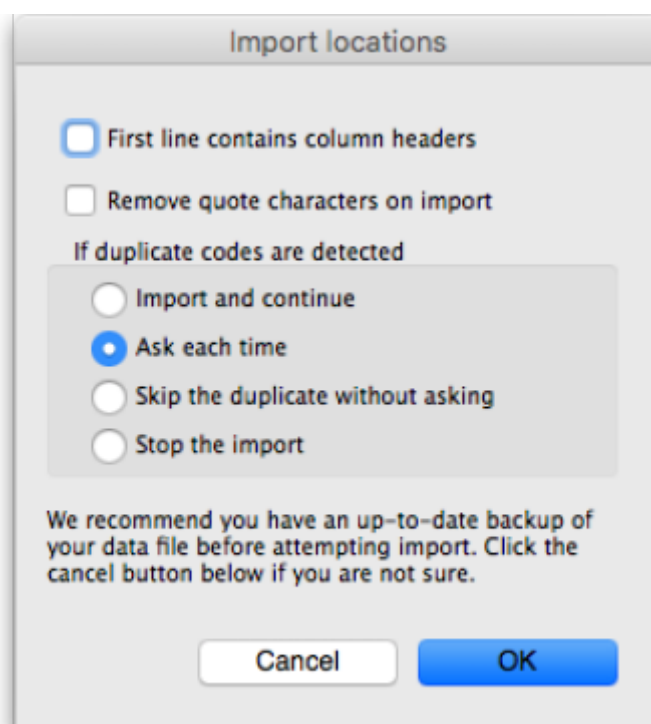 Import locations
First line contains column headers
Remove quote characters on import
If duplicate codes are detected
Import and continue
Ask each time
Skip the duplicate without asking
Stop the import
We recommend you have an up-to-date backup of
your data file before attempting import. Click the
cancel button below if you are not sure.
Cancel
OK